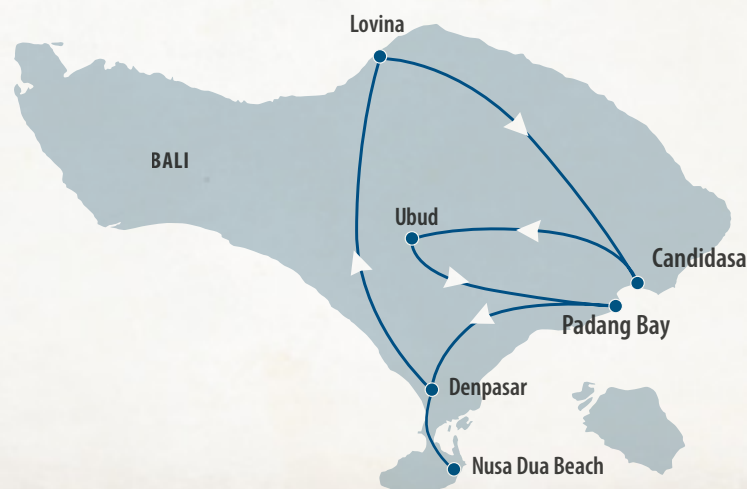 Lovina
BALI
Ubud
Candidasa
Padang Bay
Denpasar
Nusa Dua Beach